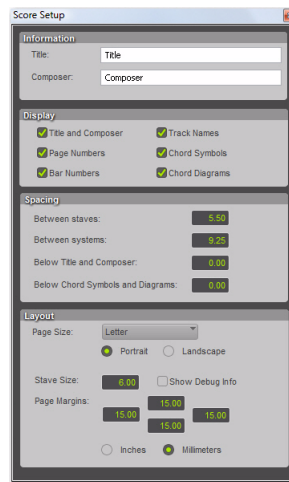 Score Setup
Information
Title: Title
Composer: Composer
Display
Title and Composer Track Names
Page Numbers Chord Symbols
Bar Numbers Chord Diagrams
Spacing
Between staves: 5.50
Between systems: 9.25
Below Title and Composer: 0.00
Below Chord Symbols and Diagrams: 0.00
Layout
Page Size: Letter
Portrait Landscape
Stave Size: 6.00 Show Debug Info
Page Margins: 15.00
15.00 15.00
15.00
Inches Millimeters